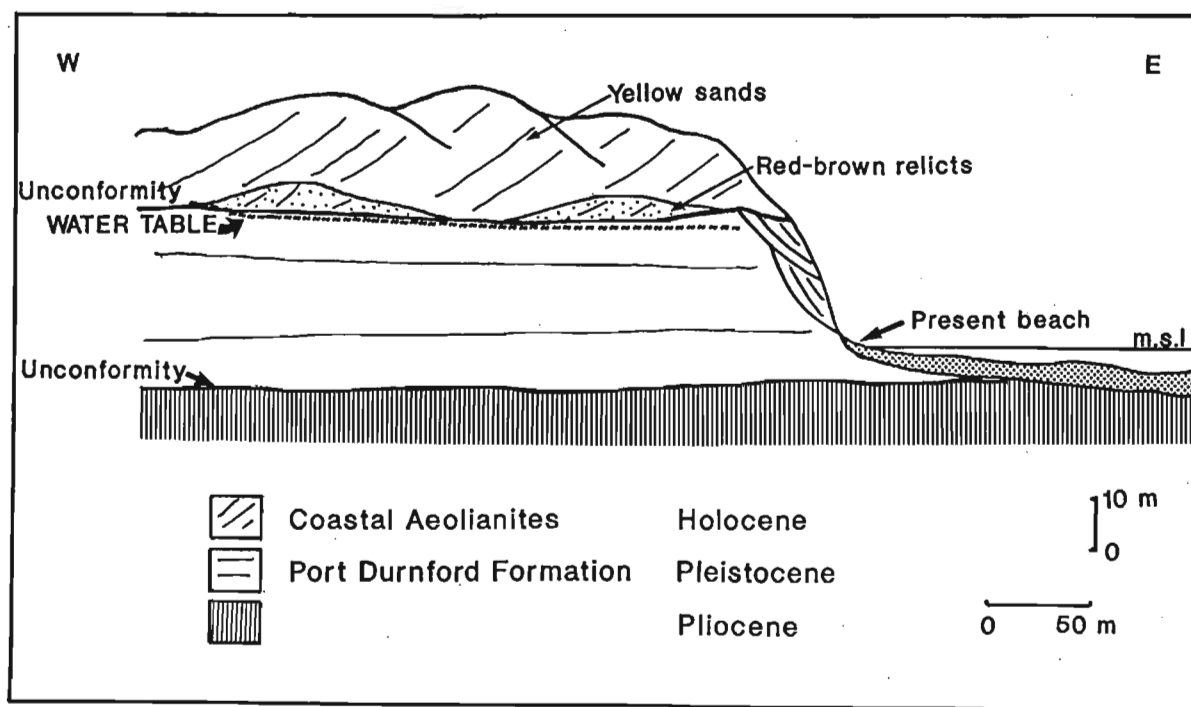 W
E
Yellow sands
Red-brown relicts
Unconformity
WATER TABLE
Present beach
m.s.l
Unconformity
Coastal Aeolianites Holocene
10 m
0
Port Durnford Formation Pleistocene
Pliocene
0 50 m